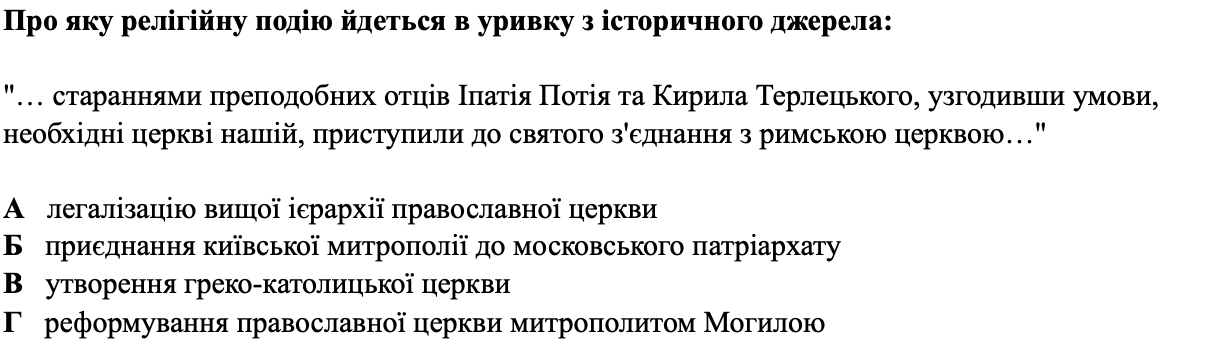 Про яку релігійну подію йдеться в уривку з історичного джерела:
"… стараннями преподобних отців Іпатія Потія та Кирила Терлецького, узгодивши умови,
необхідні церкві нашій, приступили до святого з'єднання з римською церквою…"
А легалізацію вищої ієрархії православної церкви
Б приєднання київської митрополії до московського патріархату
В утворення греко-католицької церкви
Г реформування православної церкви митрополитом Могилою